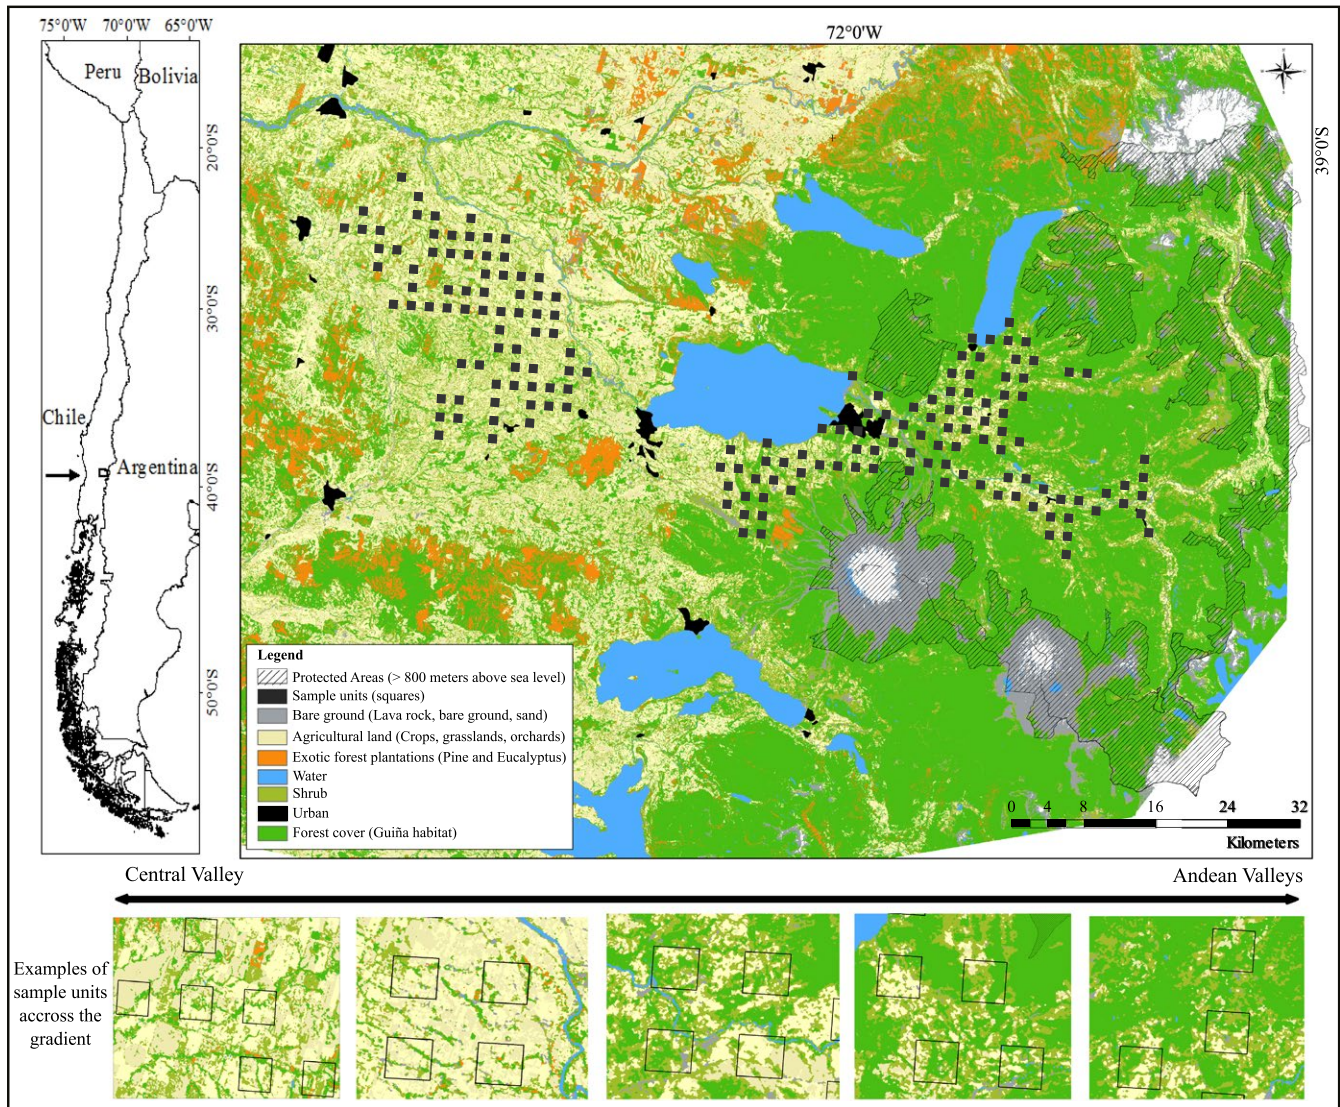 75°0'W 70°0'W 65°0'W
72°0'W
Peru
Bolivia
20°0'S
39°0'S
30°0'S
Chile
Argentina
40°0'S
50°0'S
Legend
Protected Areas (> 800 meters above sea level)
Sample units (squares)
Bare ground (Lava rock, bare ground, sand)
Agricultural land (Crops, grasslands, orchards)
Exotic forest plantations (Pine and Eucalyptus)
Water
Shrub
Urban
Forest cover (Guiña habitat)
0 4 8 16 24 32
Kilometers
Central Valley
Andean Valleys
Examples of
sample units
accross the
gradient